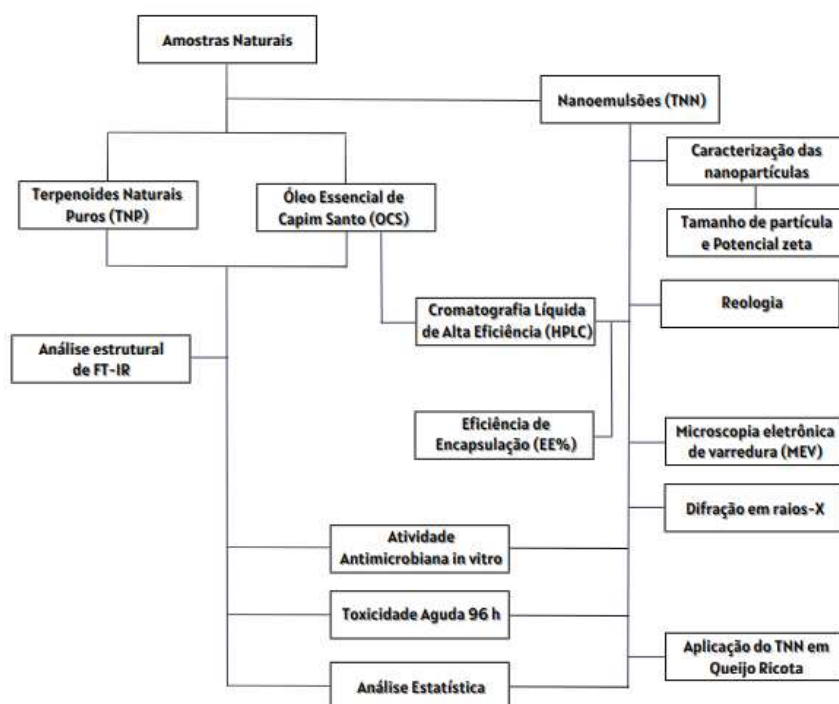 Amostras Naturais
Nanoemulsões (TNN)
Caracterização das
nanopartículas
Terpenoides Naturais
Puros (TNP)
Óleo Essencial de
Capim Santo (OCS)
Tamanho de partícula
e Potencial zeta
Cromatografia Líquida
de Alta Eficiência (HPLC)
Reologia
Análise estrutural
de FT-IR
Eficiência de
Encapsulação (EE%)
Microscopia eletrônica
de varredura (MEV)
Difração em raios-X
Atividade
Antimicrobiana in vitro
Toxicidade Aguda 96 h
Aplicação do TNN em
Queijo Ricota
Análise Estatística